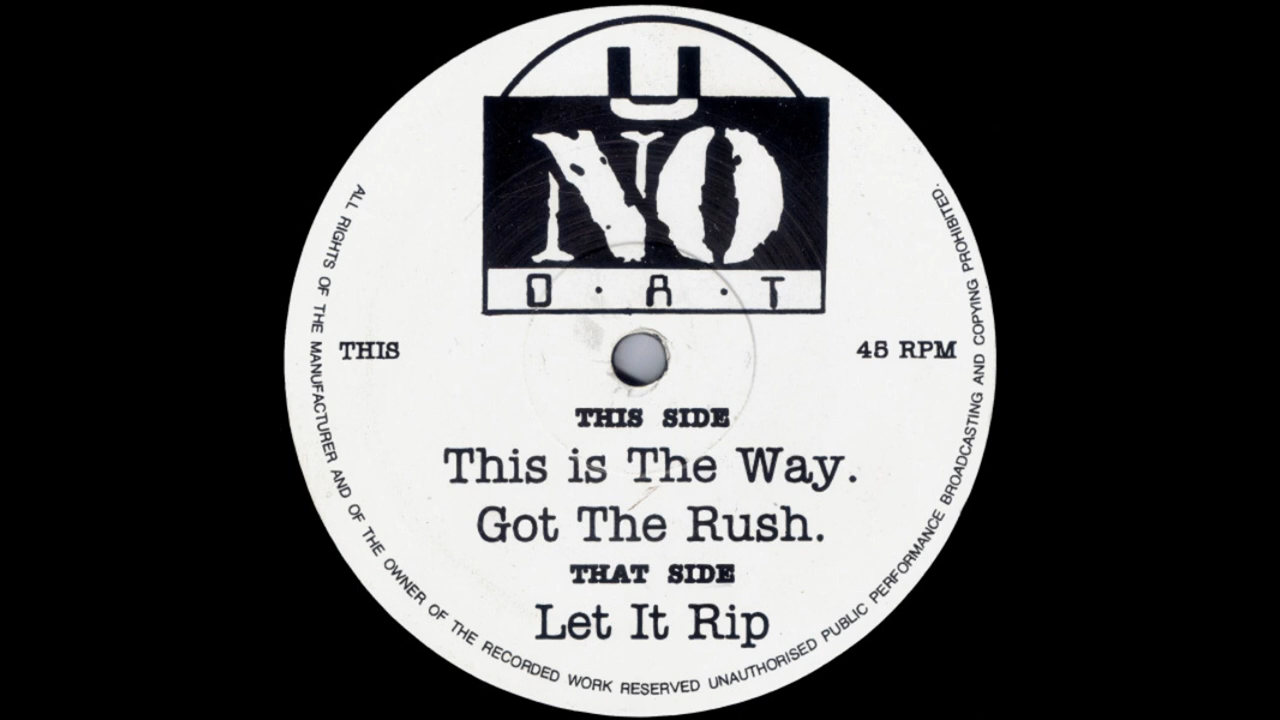 U
NO
D·A·T
THIS
45 RPM
THIS SIDE
This is The Way.
Got The Rush.
THAT SIDE
Let It Rip
ALL RIGHTS OF THE MANUFACTURER AND OF THE OWNER OF THE RECORDED WORK RESERVED UNAUTHORISED PUBLIC PERFORMANCE BROADCASTING AND COPYING PROHIBITED.